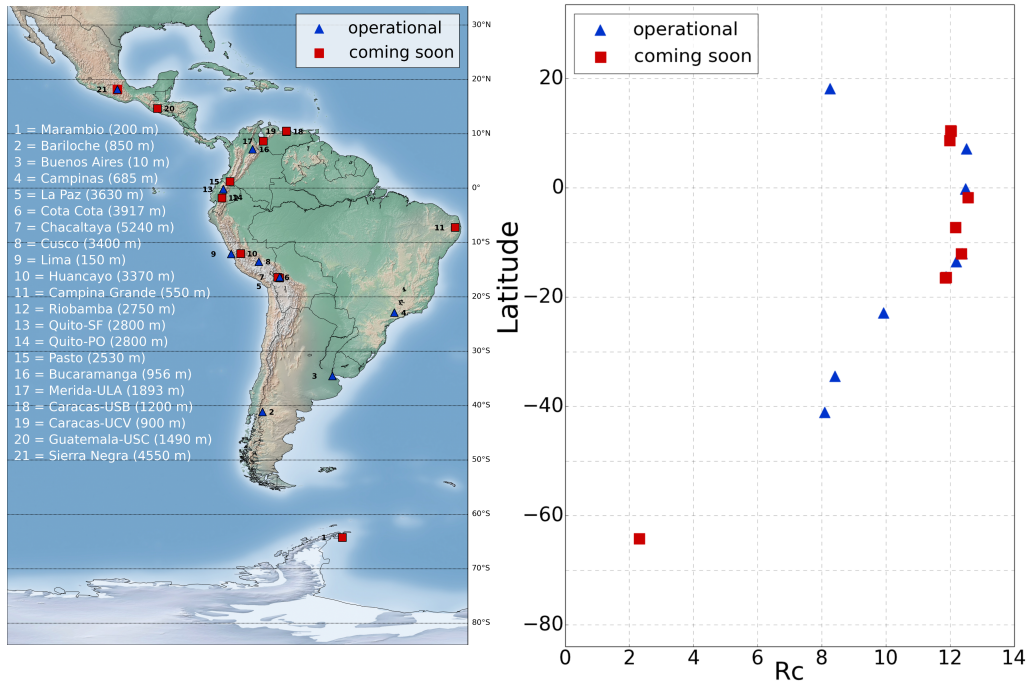 operational
coming soon
30°N
20°N
10°N
0°
10°S
20°S
30°S
40°S
50°S
60°S
70°S
80°S
21
20
19
18
17
16
15
13
14
11
9
10
8
7
6
5
4
3
2
1
1 = Marambio (200 m)
2 = Bariloche (850 m)
3 = Buenos Aires (10 m)
4 = Campinas (685 m)
5 = La Paz (3630 m)
6 = Cota Cota (3917 m)
7 = Chacaltaya (5240 m)
8 = Cusco (3400 m)
9 = Lima (150 m)
10 = Huancayo (3370 m)
11 = Campina Grande (550 m)
12 = Riobamba (2750 m)
13 = Quito-SF (2800 m)
14 = Quito-PO (2800 m)
15 = Pasto (2530 m)
16 = Bucaramanga (956 m)
17 = Merida-ULA (1893 m)
18 = Caracas-USB (1200 m)
19 = Caracas-UCV (900 m)
20 = Guatemala-USC (1490 m)
21 = Sierra Negra (4550 m)
operational
coming soon
Latitude
20
0
−20
−40
−60
−80
0 2 4 6 8 10 12 14
Rc